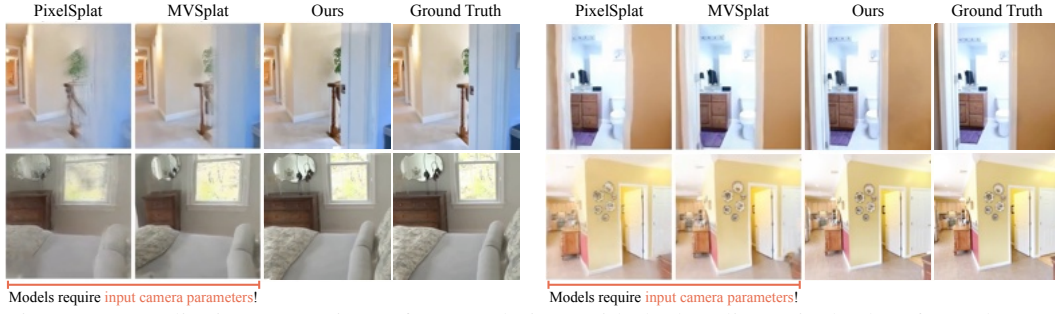 PixelSplat MVSplat Ours Ground Truth PixelSplat MVSplat Ours Ground Truth
Models require input camera parameters! Models require input camera parameters!